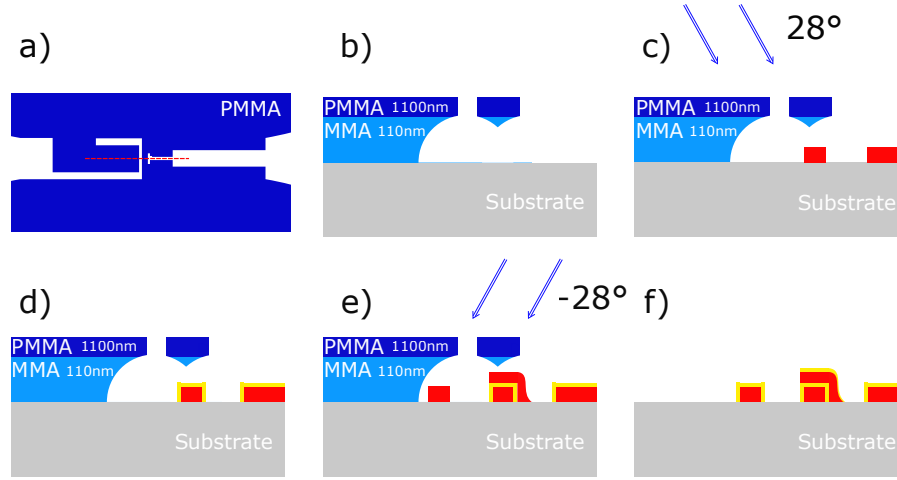 a)
PMMA
b)
PMMA 1100nm
MMA 110nm
Substrate
c)
28°
PMMA 1100nm
MMA 110nm
Substrate
d)
PMMA 1100nm
MMA 110nm
Substrate
e)
-28°
PMMA 1100nm
MMA 110nm
Substrate
f)
Substrate